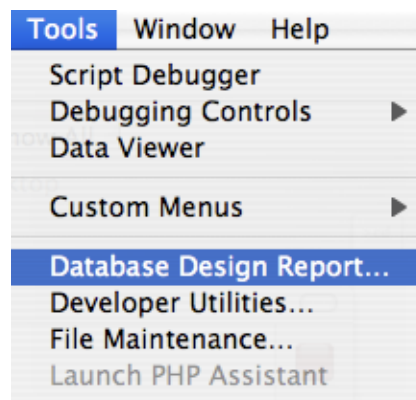 Tools Window Help
Script Debugger
Debugging Controls
Data Viewer
Custom Menus
Database Design Report...
Developer Utilities...
File Maintenance...
Launch PHP Assistant